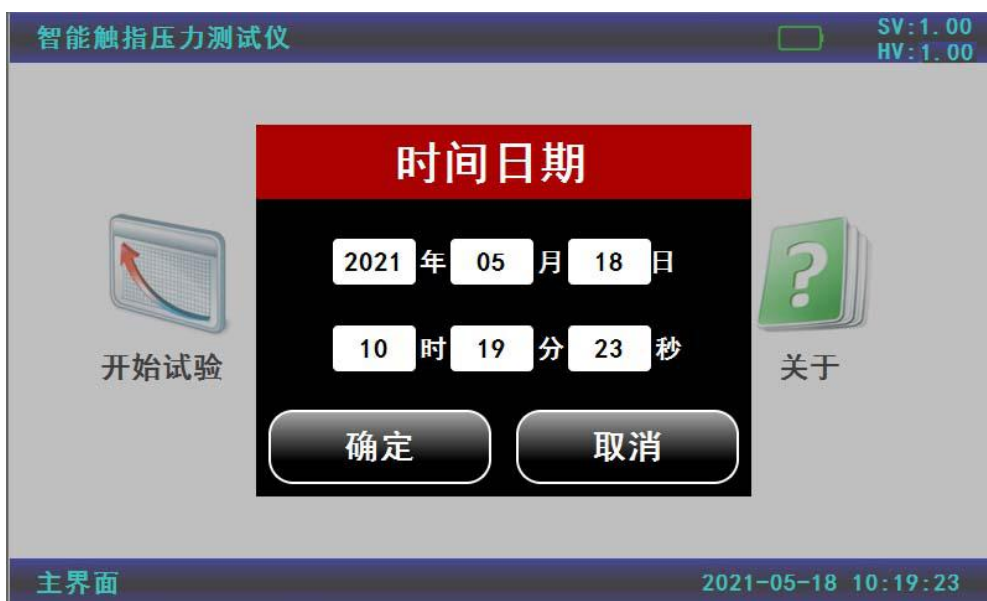 智能触指压力测试仪
SV:1.00
HV:1.00
时间日期
2021 年 05 月 18 日
10 时 19 分 23 秒
开始试验
关于
确定
取消
主界面
2021-05-18 10:19:23